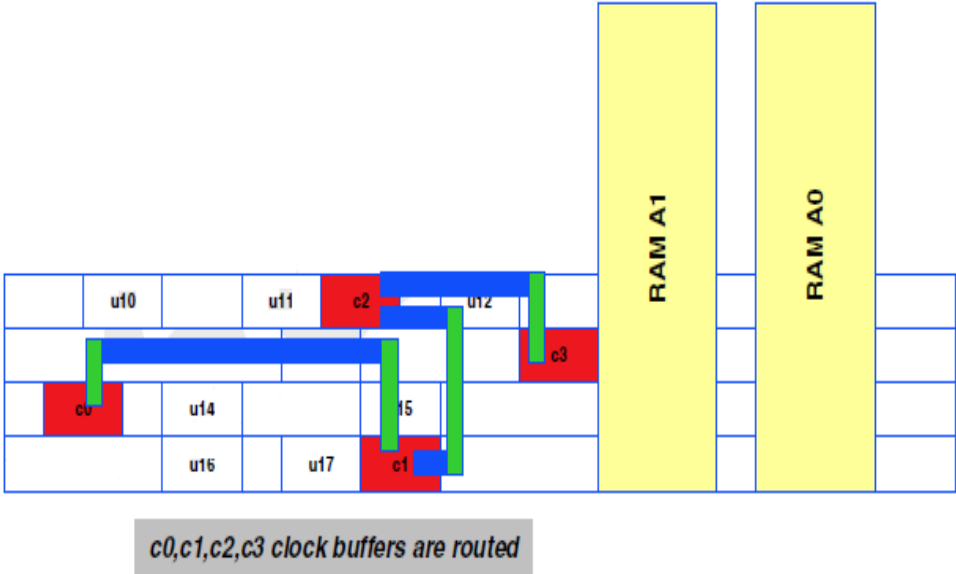 RAM A1
RAM A0
u10
u11
c2
u12
c3
c0
u14
15
u16
u17
c1
c0,c1,c2,c3 clock buffers are routed